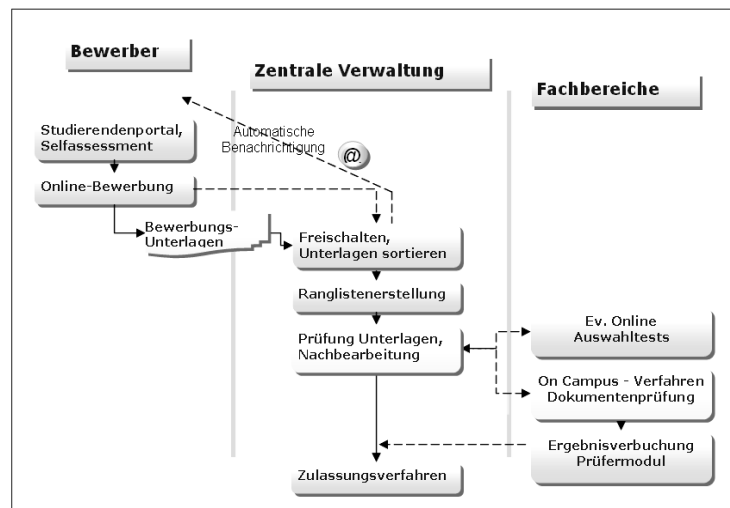 Bewerber
Zentrale Verwaltung
Fachbereiche
Studierendenportal,
Selfassessment
Automatische
Benachrichtigung
@
Online-Bewerbung
Bewerbungs-
Unterlagen
Freischalten,
Unterlagen sortieren
Ranglistenerstellung
Prüfung Unterlagen,
Nachbearbeitung
Ev. Online
Auswahltests
On Campus - Verfahren
Dokumentenprüfung
Ergebnisverbuchung
Prüfermodul
Zulassungsverfahren